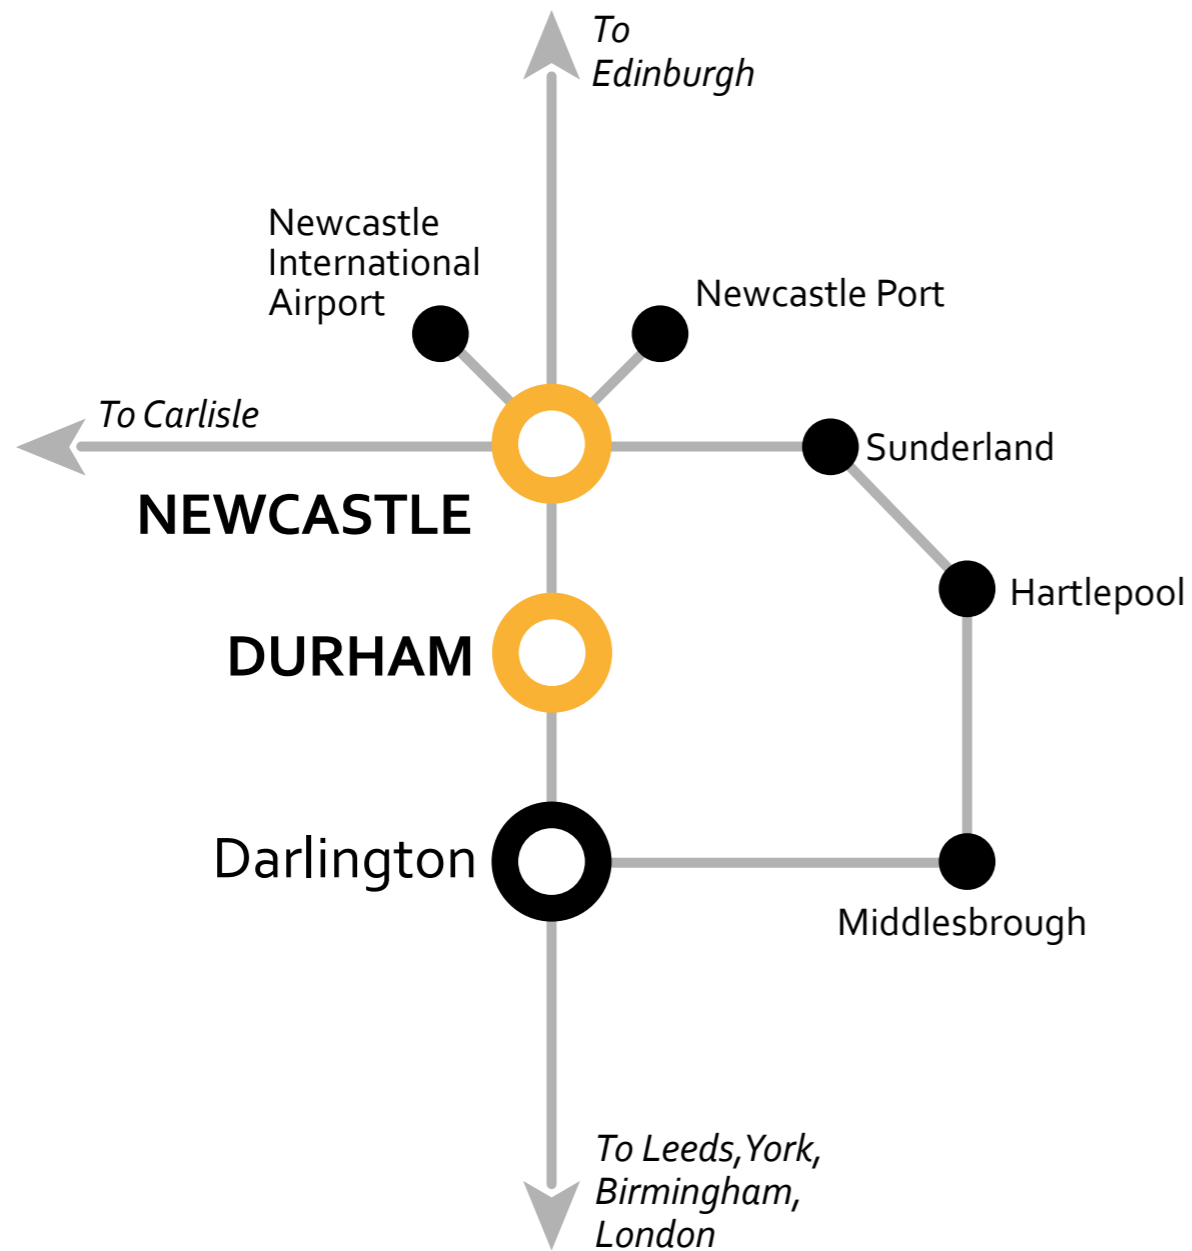 To
Edinburgh
Newcastle
International
Airport
Newcastle Port
To Carlisle
Sunderland
NEWCASTLE
Hartlepool
DURHAM
Darlington
Middlesbrough
To Leeds,York,
Birmingham,
London